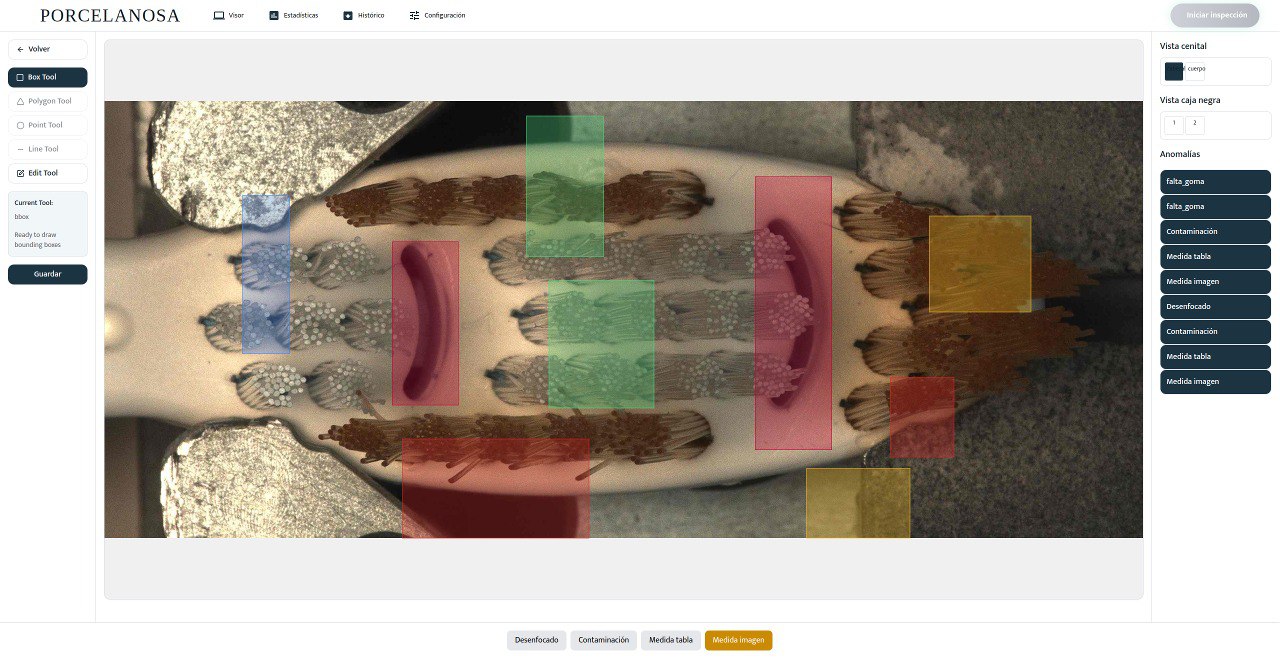 PORCELANOSA
Visor
Estadísticas
Histórico
Configuración
Iniciar inspección
Volver
Box Tool
Polygon Tool
Point Tool
Line Tool
Edit Tool
Current Tool:
bbox
Ready to draw
bounding boxes
Guardar
Vista cenital
cuerpo
Vista caja negra
1 2
Anomalías
falta_goma
falta_goma
Contaminación
Medida tabla
Medida imagen
Desenfocado
Contaminación
Medida tabla
Medida imagen
Desenfocado Contaminación Medida tabla Medida imagen